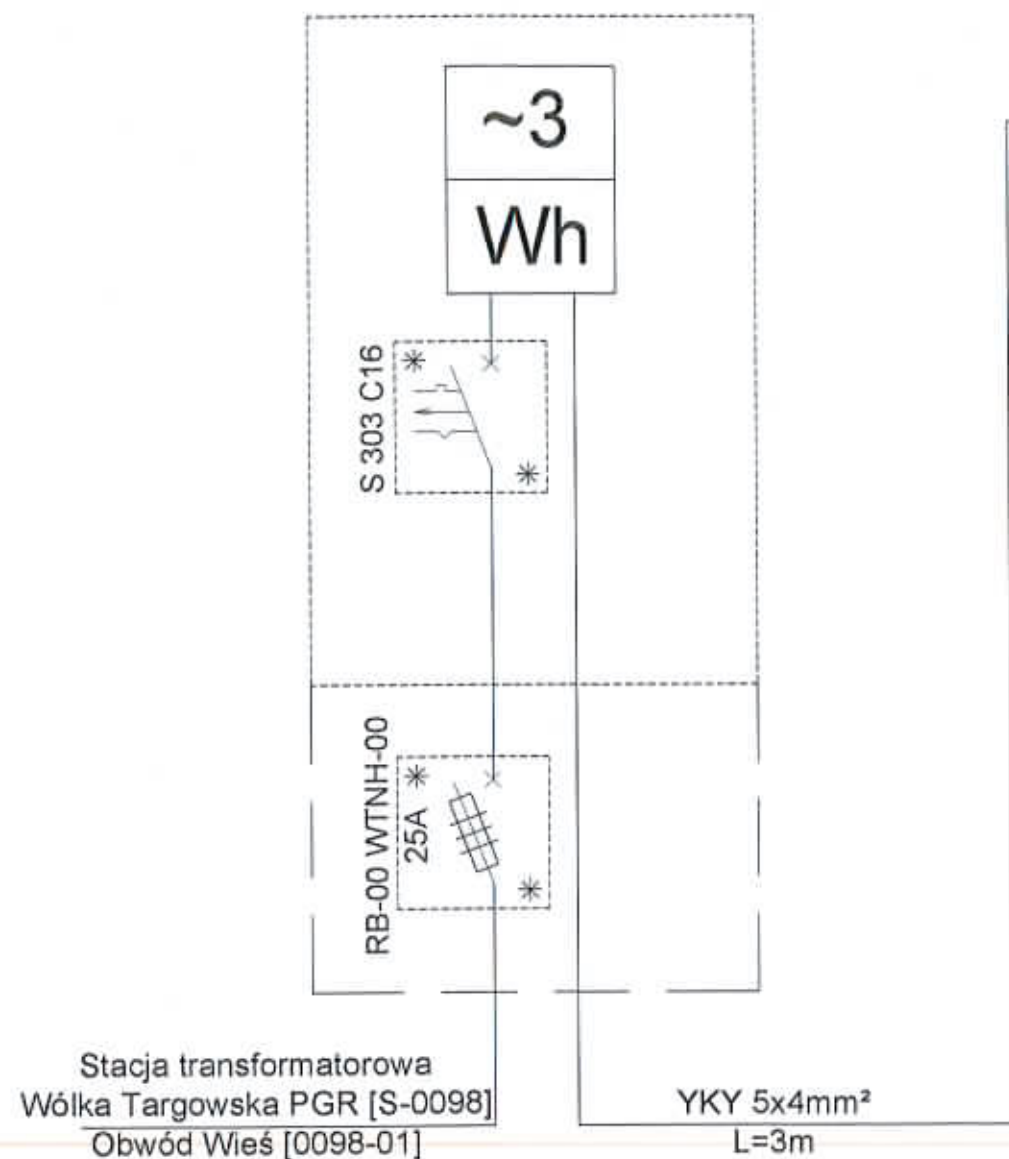 ~3
Wh
S 303 C16
RB-00 WTNH-00
25A
Stacja transformatorowa
Wólka Targowska PGR [S-0098]
Obwód Wieś [0098-01]
YKY 5x4mm²
L=3m